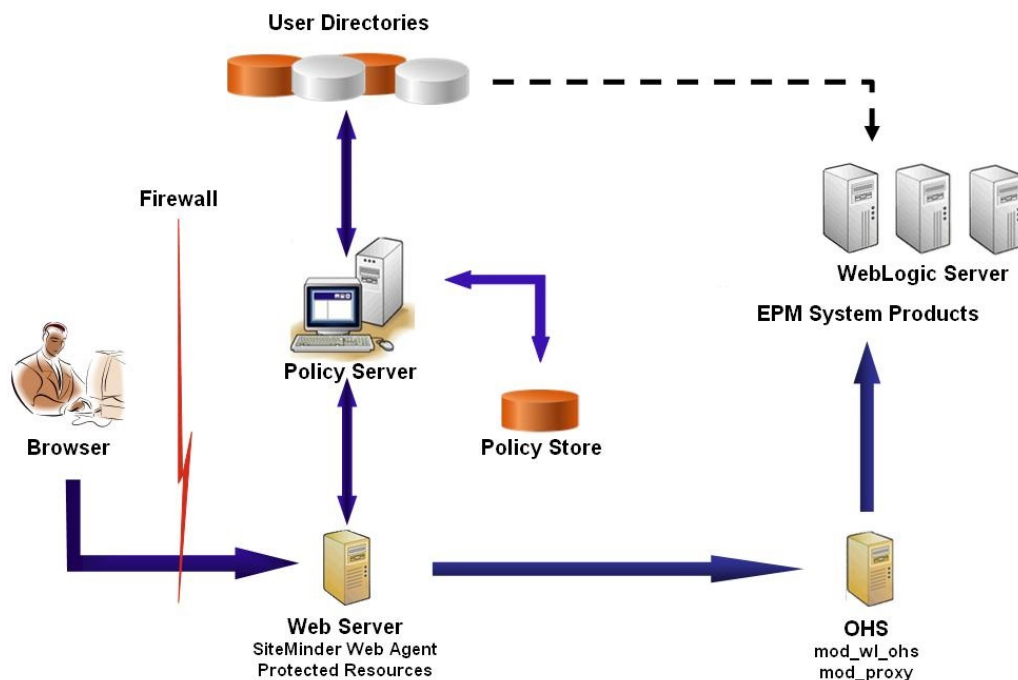 User Directories
Firewall
WebLogic Server
EPM System Products
Policy Server
Browser
Policy Store
Web Server
SiteMinder Web Agent
Protected Resources
OHS
mod_wl_ohs
mod_proxy